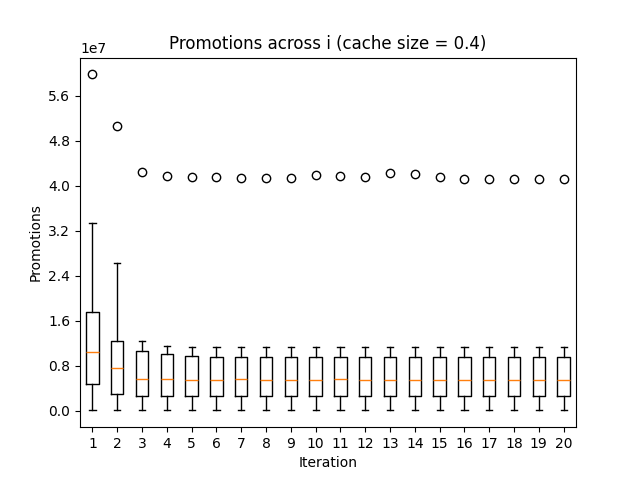 Promotions across i (cache size = 0.4)
1e7
5.6
4.8
4.0
3.2
2.4
1.6
0.8
0.0
Promotions
1 2 3 4 5 6 7 8 9 10 11 12 13 14 15 16 17 18 19 20
Iteration